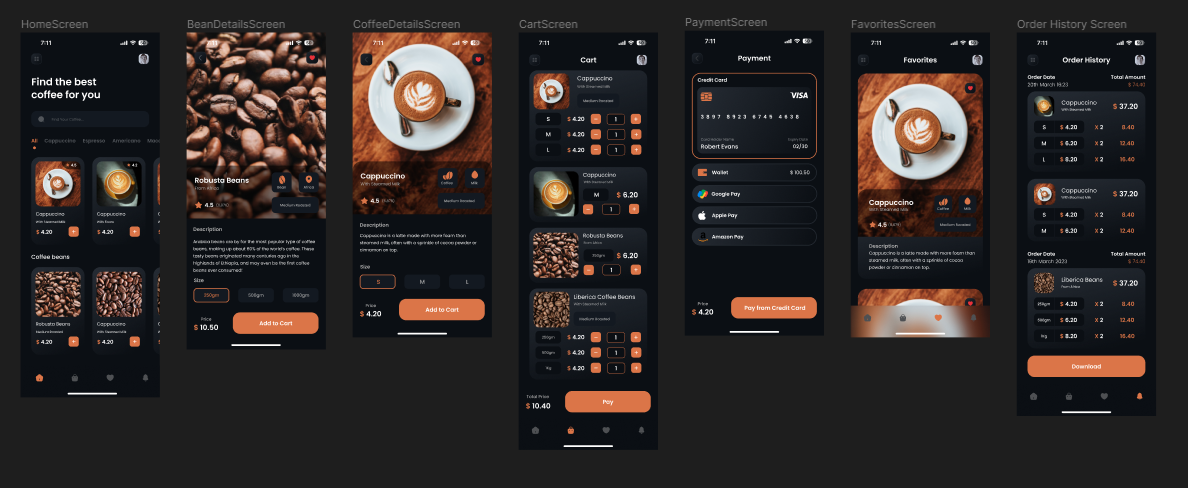 HomeScreen
7:11
Find the best
coffee for you
Find Your Coffee...
All Cappuccino Espresso Americano
4.5
4.5
Cappuccino
With Steamed Milk
$ 4.20
Cappuccino
With Foam
$ 4.20
Coffee beans
Robusta Beans
Medium Roasted
$ 4.20
Cappuccino
With Steamed Milk
$ 4.20
BeanDetailsScreen
7:11
Robusta Beans
From Africa
Bean
Africa
4.5
Medium Roasted
Description
Arabica beans are by far the most popular type of coffee
beans, making up about 60% of the world's coffee. These
tasty beans originated many centuries ago in the
highlands of Ethiopia, and may even be the first coffee
beans ever consumed!
Size
250gm
500gm
1000gm
Price
$ 10.50
Add to Cart
CoffeeDetailsScreen
7:11
Cappuccino
With Steamed Milk
Coffee
Milk
4.5
Medium Roasted
Description
Cappuccino is a latte made with more foam than
steamed milk, often with a sprinkle of cocoa powder or
cinnamon on top.
Size
S
M
L
Price
$ 4.20
Add to Cart
CartScreen
7:11
Cart
Cappuccino
With Steamed Milk
Medium Roasted
S $ 4.20 - 1 +
M $ 4.20 - 1 +
L $ 4.20 - 1 +
Cappuccino
With Steamed Milk
M $ 6.20
- 1 +
Robusta Beans
From Africa
250gm $ 6.20
- 1 +
Liberica Coffee Beans
With Steamed Milk
Medium Roasted
250gm $ 4.20 - 1 +
500gm $ 4.20 - 1 +
1Kg $ 4.20 - 1 +
Total Price
$ 10.40
Pay
PaymentScreen
7:11
Payment
Credit Card
VISA
3 8 9 7 8 9 2 3 6 7 4 5 4 6 3 8
Card Holder Name
Expiry Date
Robert Evans
02/30
Wallet
$ 100.50
Google Pay
Apple Pay
Amazon Pay
Price
$ 4.20
Pay from Credit Card
FavoritesScreen
7:11
Favorites
Cappuccino
With Steamed Milk
Coffee
Milk
4.5
Medium Roasted
Description
Cappuccino is a latte made with more foam than
steamed milk, often with a sprinkle of cocoa
powder or cinnamon on top.
Order History Screen
7:11
Order History
Order Date
Total Amount
20th March 16:23
$ 74.40
Cappuccino
With Steamed Milk
$ 37.20
S $ 4.20 X 2 8.40
M $ 6.20 X 2 12.40
L $ 8.20 X 2 16.40
Cappuccino
With Steamed Milk
$ 37.20
S $ 4.20 X 2 8.40
M $ 6.20 X 2 12.40
Order Date
Total Amount
19th March 2023
$ 74.40
Liberica Beans
From Africa
$ 37.20
250gm $ 4.20 X 2 8.40
500gm $ 6.20 X 2 12.40
1Kg $ 8.20 X 2 16.40
Download